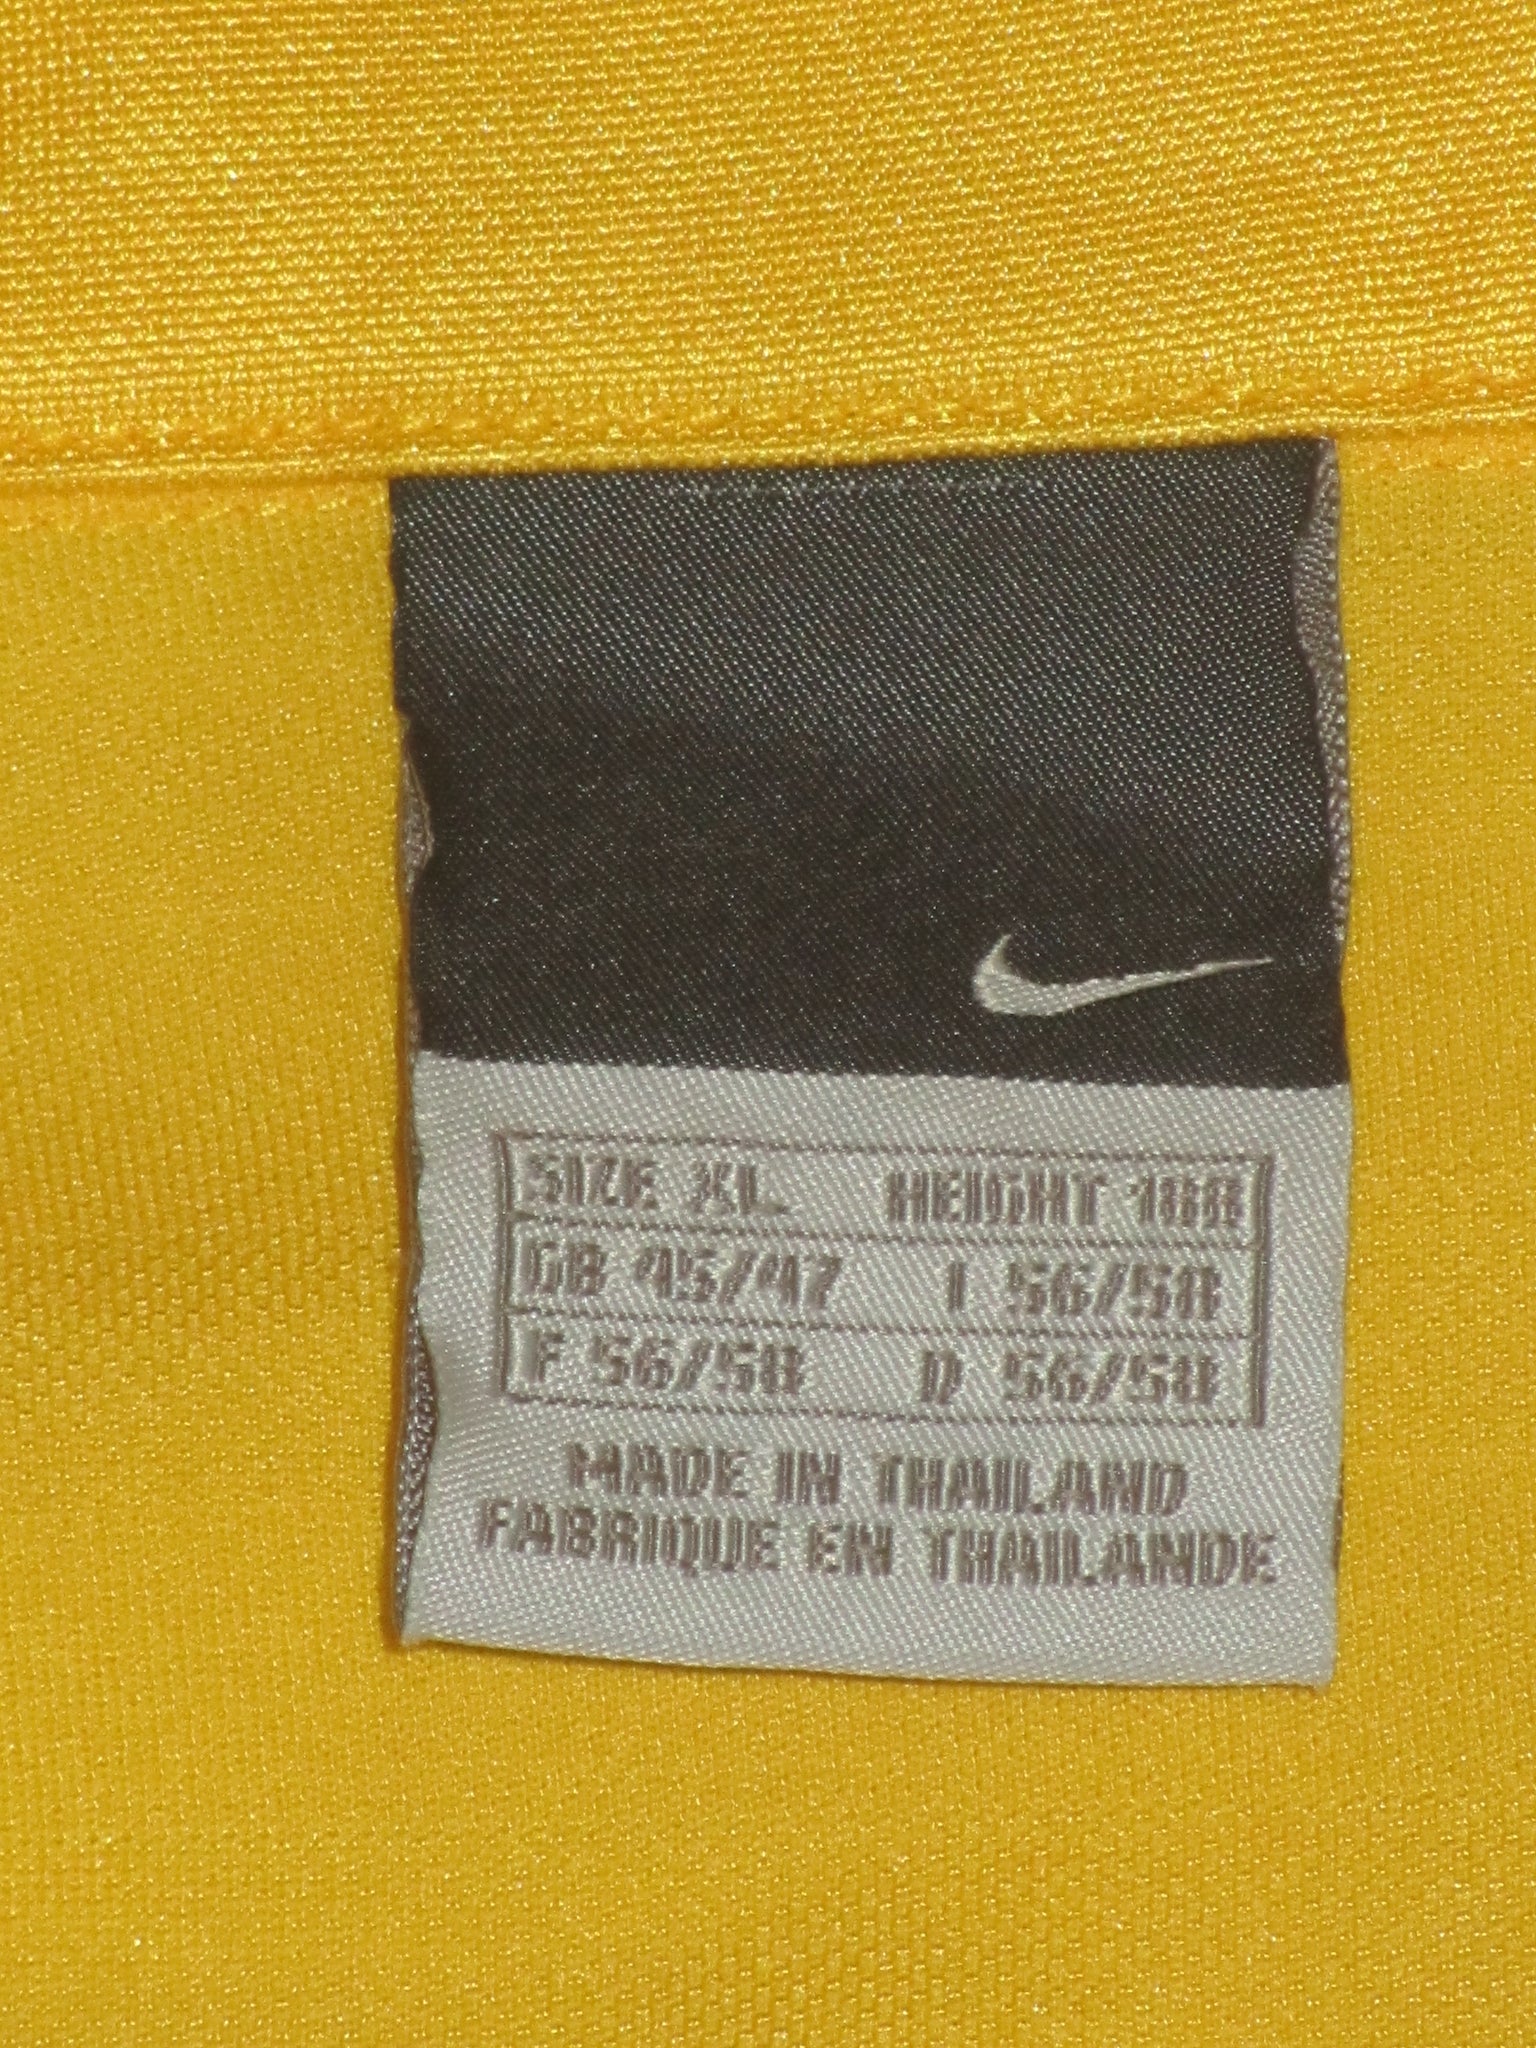 SIZE XL HEIGHT 188
GB 45/47 I 56/58
F 56/58 D 56/58
MADE IN THAILAND
FABRIQUE EN THAILANDE